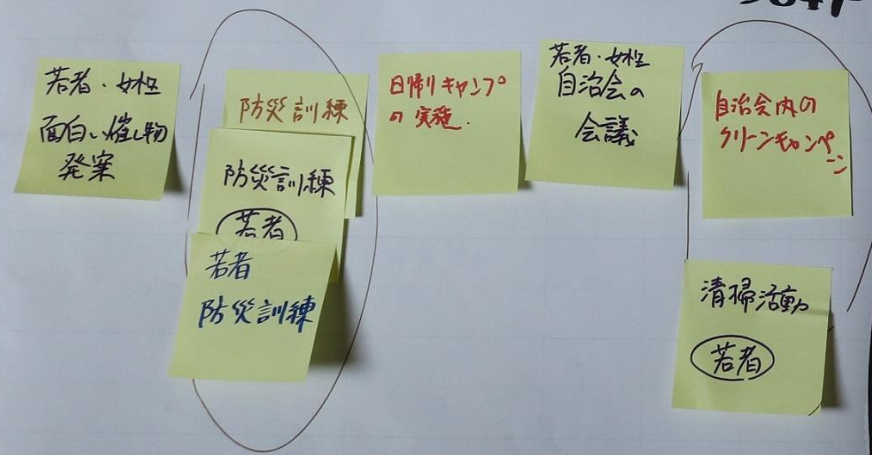 若者・女性
面白い催し物
発案
防災訓練
防災訓練
若者
若者
防災訓練
日帰りキャンプ
の実施.
若者・女性
自治会の
会議
自治会内の
クリーンキャンペ
ーン
清掃活動
若者